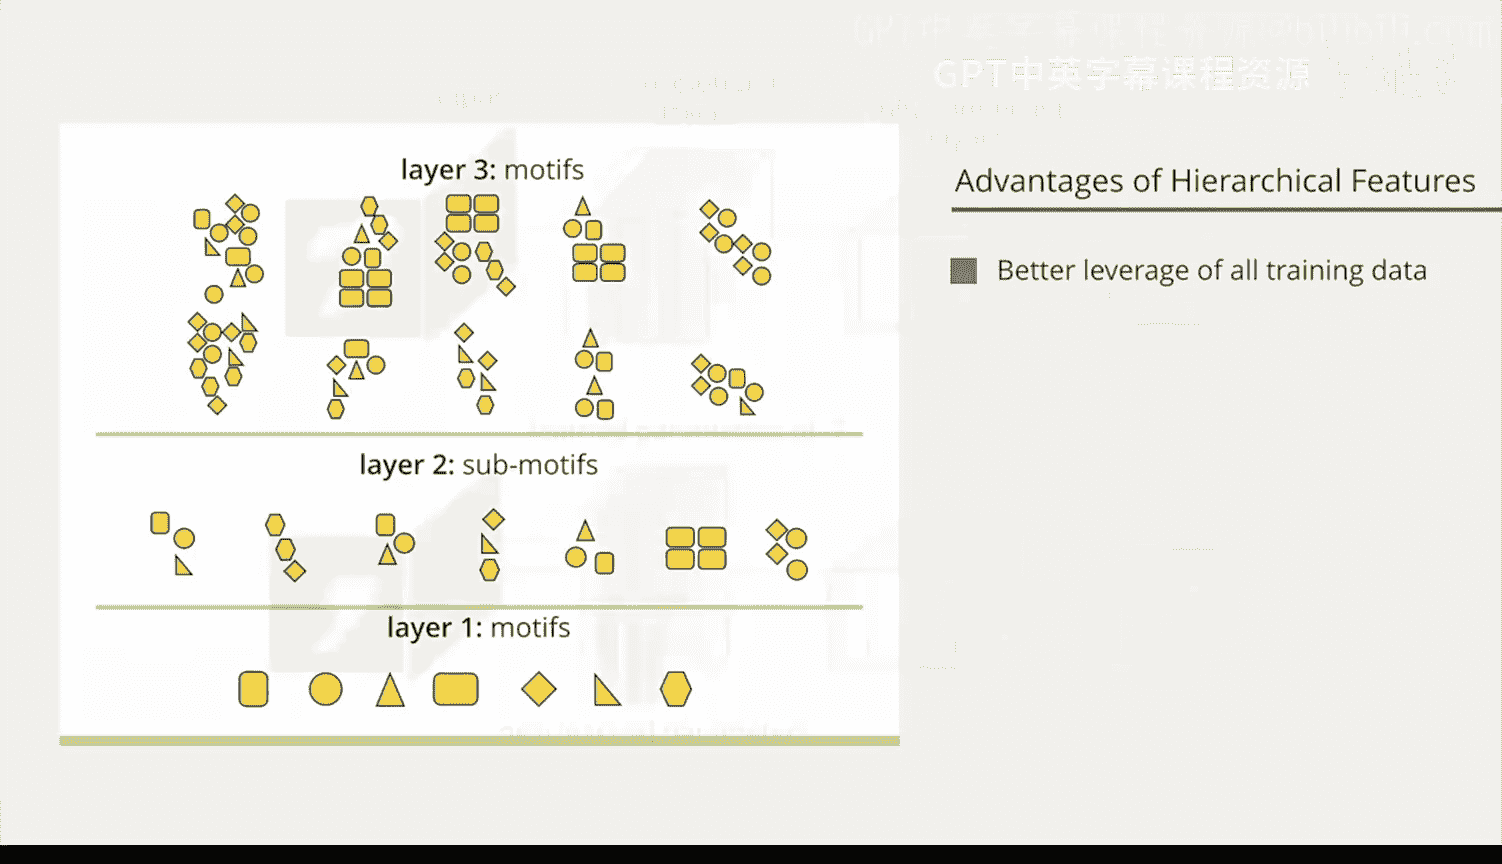 GPT中英字幕课程资源
layer 3: motifs
layer 2: sub-motifs
layer 1: motifs
Advantages of Hierarchical Features
Better leverage of all training data